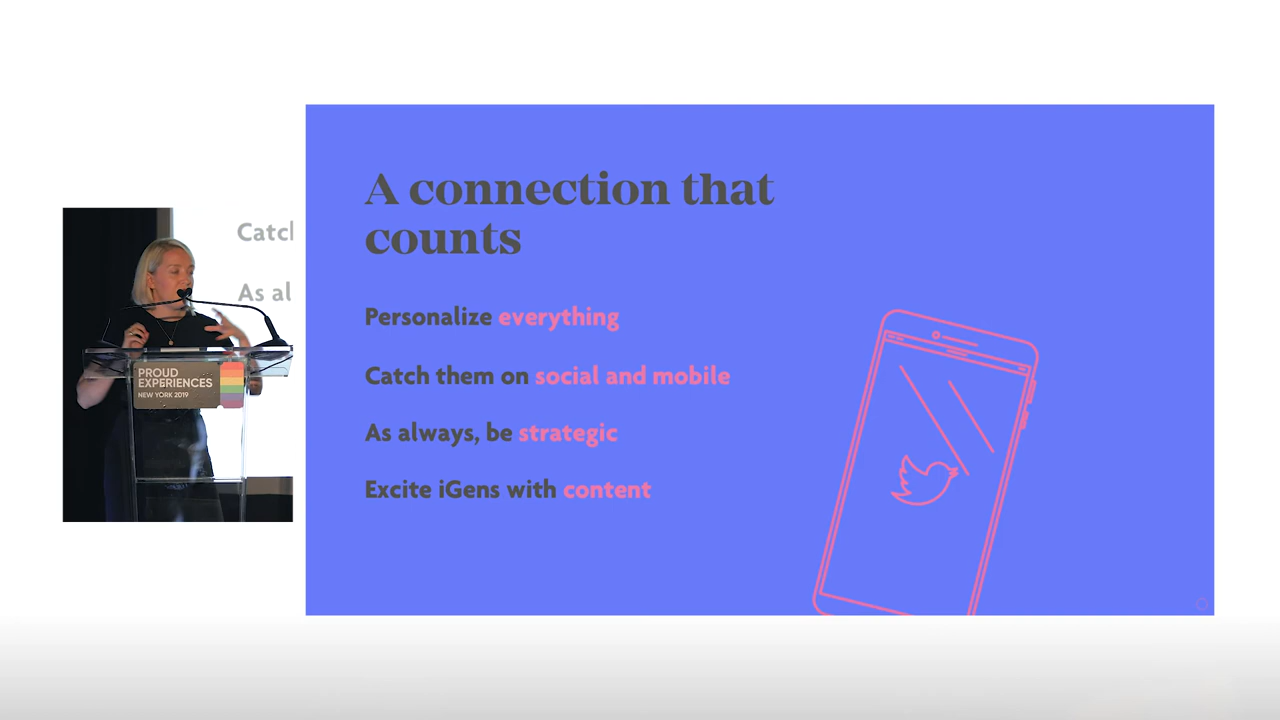 A connection that
counts
Personalize everything
Catch them on social and mobile
As always, be strategic
Excite iGens with content
Catcl
As al
PROUD
EXPERIENCES
NEW YORK 2019